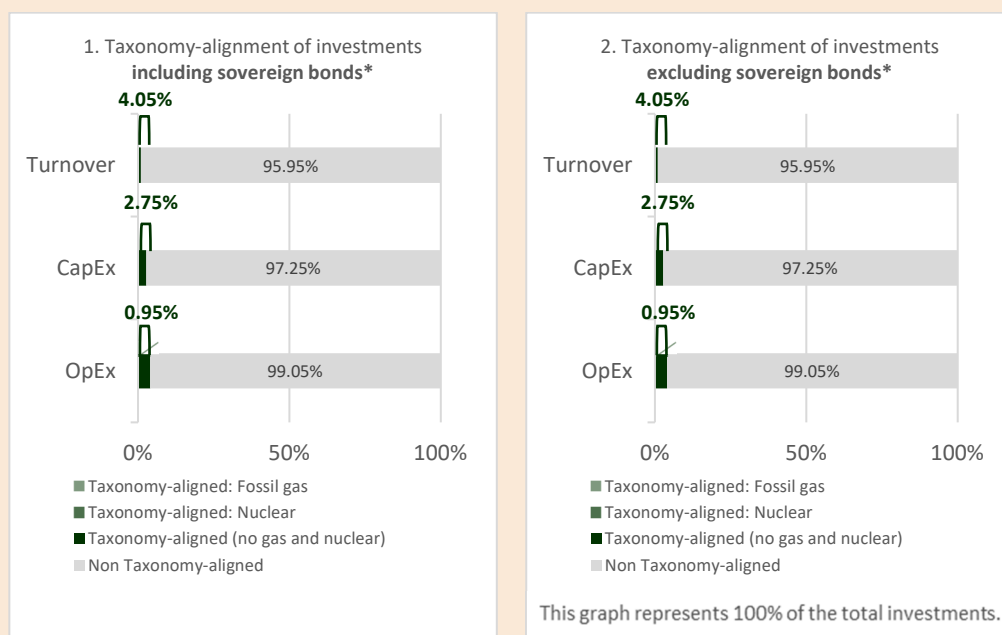 1. Taxonomy-alignment of investments
including sovereign bonds*
4.05%
Turnover
95.95%
2.75%
CapEx
97.25%
0.95%
OpEx
99.05%
0% 50% 100%
Taxonomy-aligned: Fossil gas
Taxonomy-aligned: Nuclear
Taxonomy-aligned (no gas and nuclear)
Non Taxonomy-aligned
2. Taxonomy-alignment of investments
excluding sovereign bonds*
4.05%
Turnover
95.95%
2.75%
CapEx
97.25%
0.95%
OpEx
99.05%
0% 50% 100%
Taxonomy-aligned: Fossil gas
Taxonomy-aligned: Nuclear
Taxonomy-aligned (no gas and nuclear)
Non Taxonomy-aligned
This graph represents 100% of the total investments.